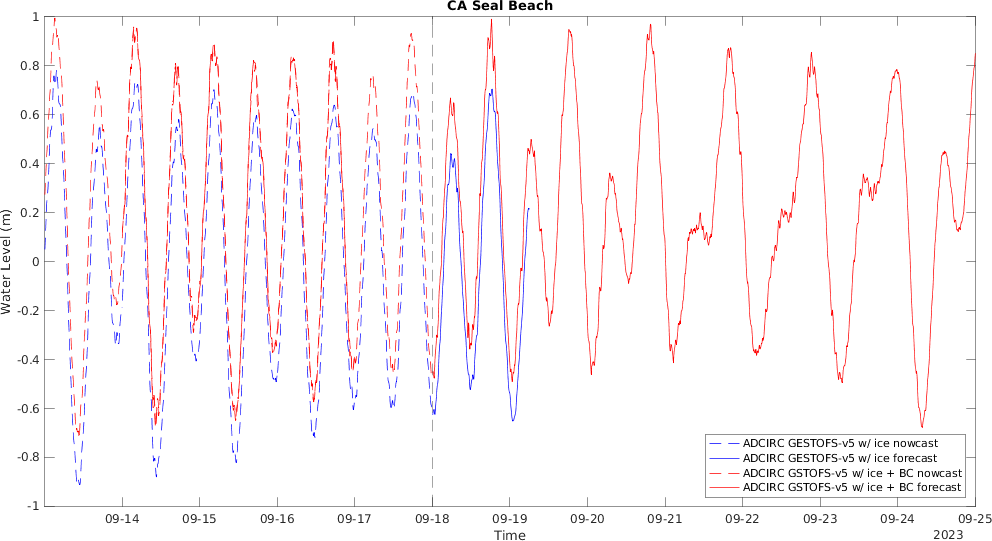 CA Seal Beach
1
0.8
0.6
0.4
0.2
0
-0.2
-0.4
-0.6
-0.8
-1
Water Level (m)
ADCIRC GESTOFS-v5 w/ ice nowcast
ADCIRC GESTOFS-v5 w/ ice forecast
ADCIRC GSTOFS-v5 w/ ice + BC nowcast
ADCIRC GSTOFS-v5 w/ ice + BC forecast
09-14 09-15 09-16 09-17 09-18 09-19 09-20 09-21 09-22 09-23 09-24 09-25
Time
2023